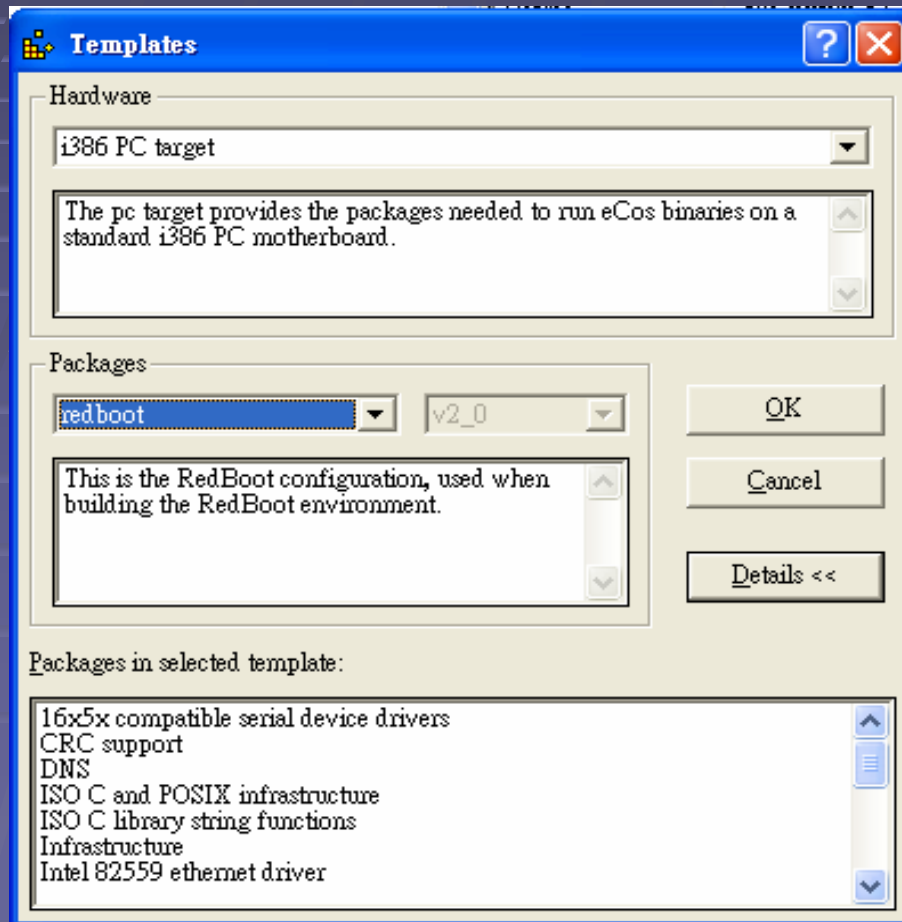 Templates
Hardware
i386 PC target
The pc target provides the packages needed to run eCos binaries on a
standard i386 PC motherboard.
Packages
redboot
v2_0
OK
This is the RedBoot configuration, used when
building the RedBoot environment.
Cancel
Details <<
Packages in selected template:
16x5x compatible serial device drivers
CRC support
DNS
ISO C and POSIX infrastructure
ISO C library string functions
Infrastructure
Intel 82559 ethernet driver